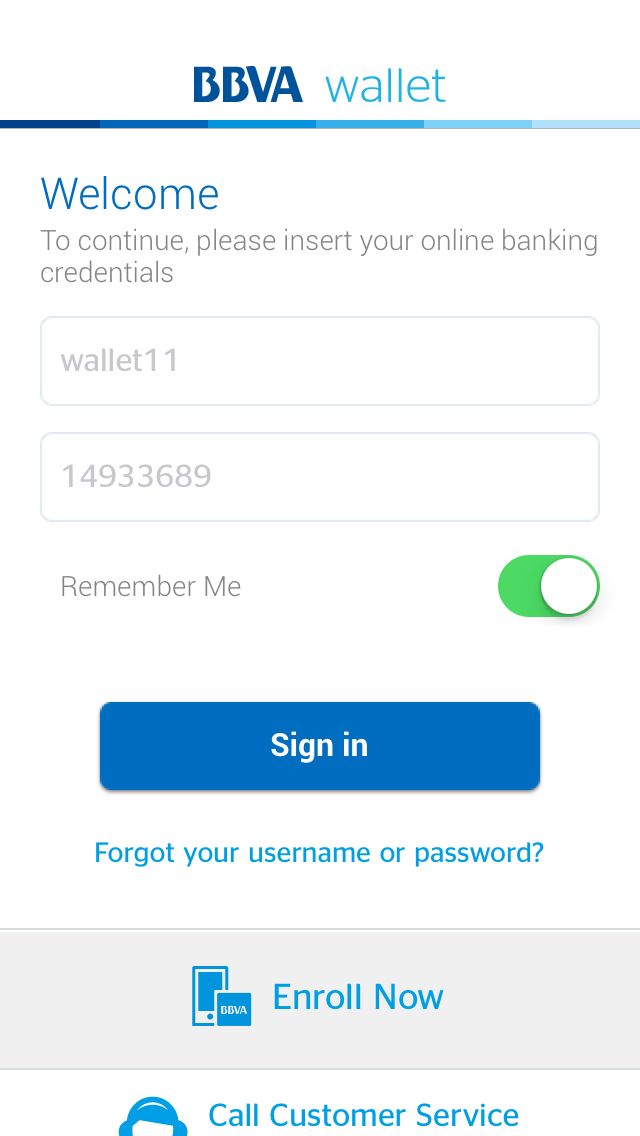 BBVA wallet
Welcome
To continue, please insert your online banking
credentials
wallet11
14933689
Remember Me
Sign in
Forgot your username or password?
BBVA
Enroll Now
Call Customer Service